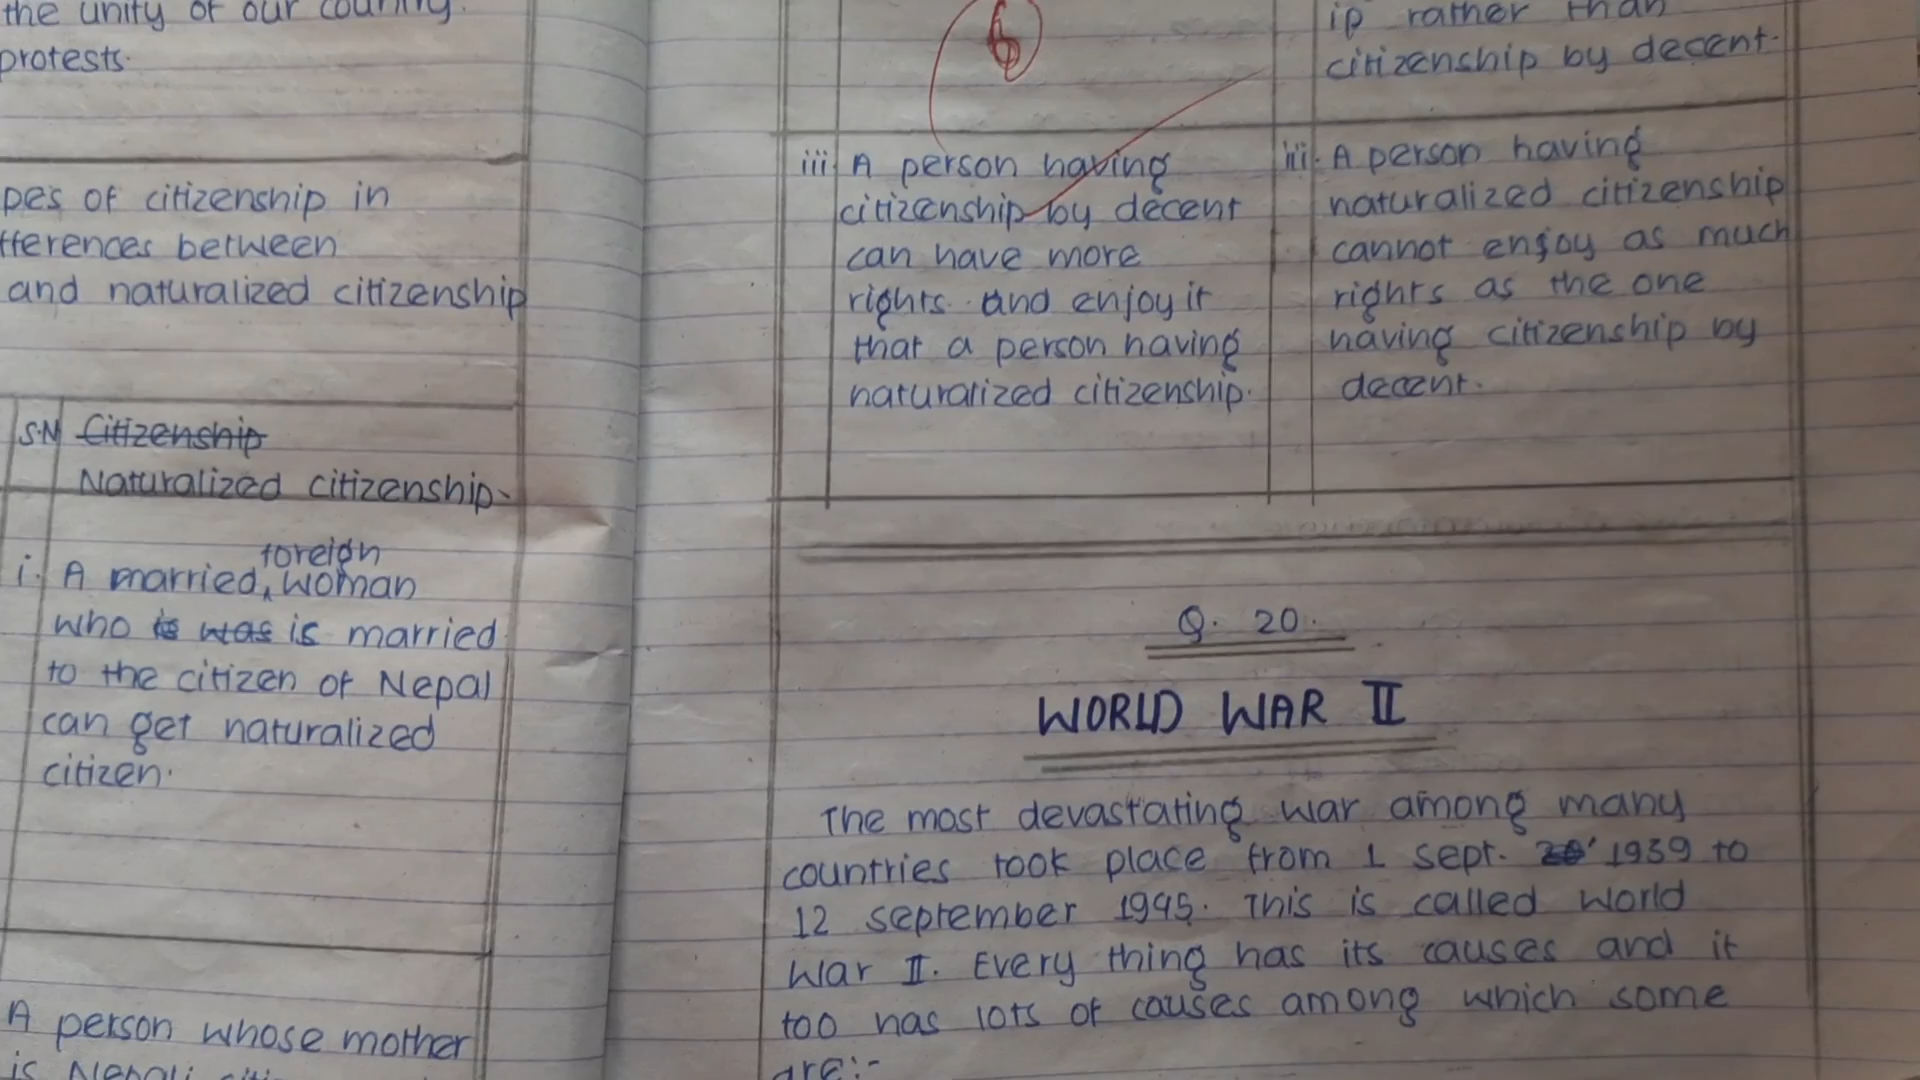 the unity of our country.
protests.
pes of citizenship in
fferences between
and naturalized citizenship
S.N Citizenship
Naturalized citizenship
foreign
i. A married, woman
who is was is married
to the citizen of Nepal
can get naturalized
citizen.
A person whose mother
is Nepali
6
ip rather than
citizenship by decent.
iii. A person having
citizenship by decent
can have more
rights and enjoy it
that a person having
naturalized citizenship.
iii. A person having
naturalized citizenship
cannot enjoy as much
rights as the one
having citizenship by
decent.
Q. 20.
WORLD WAR II
The most devastating war among many
countries took place from 1 sept. 1939 to
12 september 1945. This is called World
War II. Every thing has its causes and it
too has lots of causes among which some
are:-